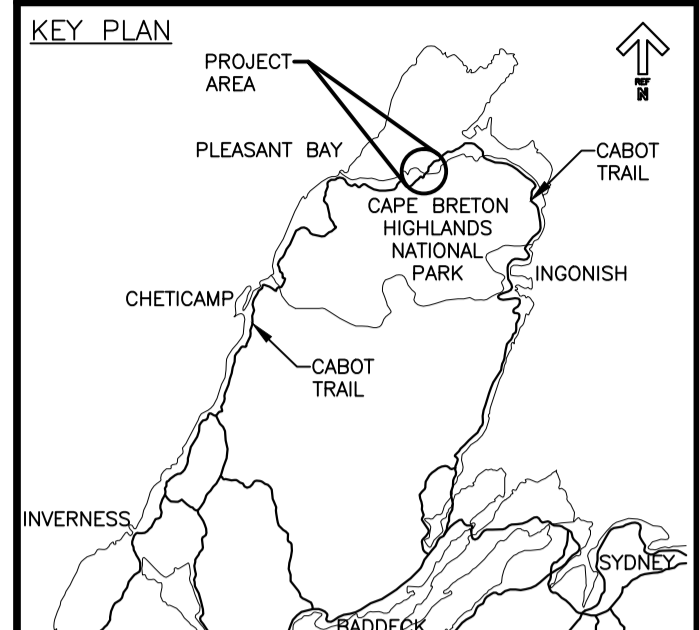 KEY PLAN
PROJECT
AREA
REF
N
PLEASANT BAY
CABOT
TRAIL
CAPE BRETON
HIGHLANDS
NATIONAL
PARK
INGONISH
CHETICAMP
CABOT
TRAIL
INVERNESS
SYDNEY
BADDECK